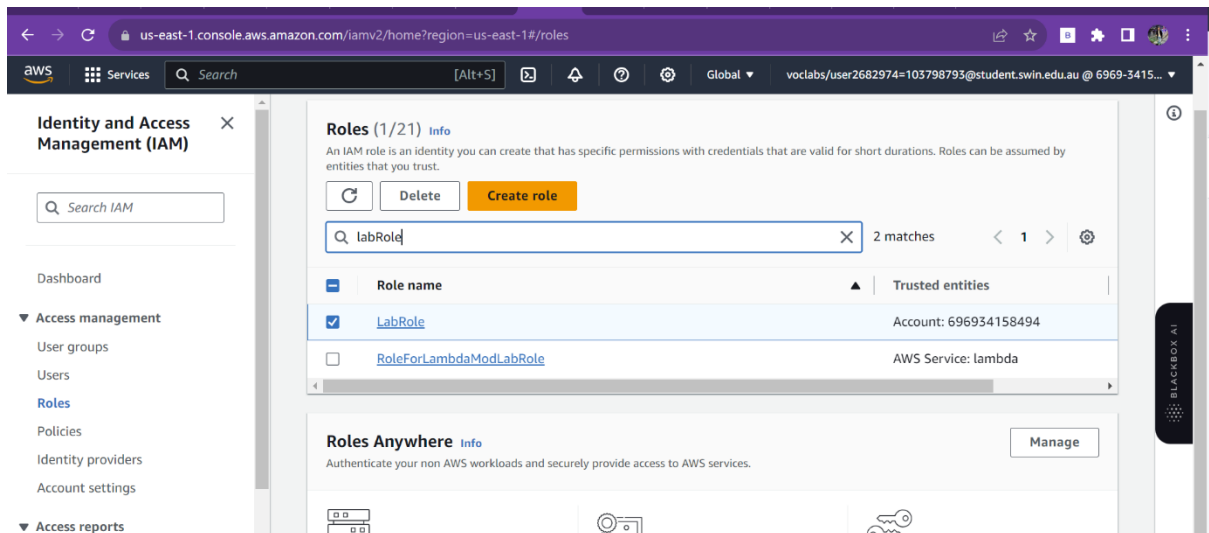 us-east-1.console.aws.amazon.com/iamv2/home?region=us-east-1#/roles
B
aws
Services
Search
[Alt+S]
Global ▼
voclabs/user2682974=103798793@student.swin.edu.au @ 6969-3415... ▼
Identity and Access
Management (IAM)
Search IAM
Dashboard
Access management
User groups
Users
Roles
Policies
Identity providers
Account settings
Access reports
Roles (1/21) Info
An IAM role is an identity you can create that has specific permissions with credentials that are valid for short durations. Roles can be assumed by
entities that you trust.
Delete
Create role
labRole
2 matches
1
Role name
Trusted entities
LabRole
Account: 696934158494
RoleForLambdaModLabRole
AWS Service: lambda
Roles Anywhere Info
Manage
Authenticate your non AWS workloads and securely provide access to AWS services.
BLACKBOX AI